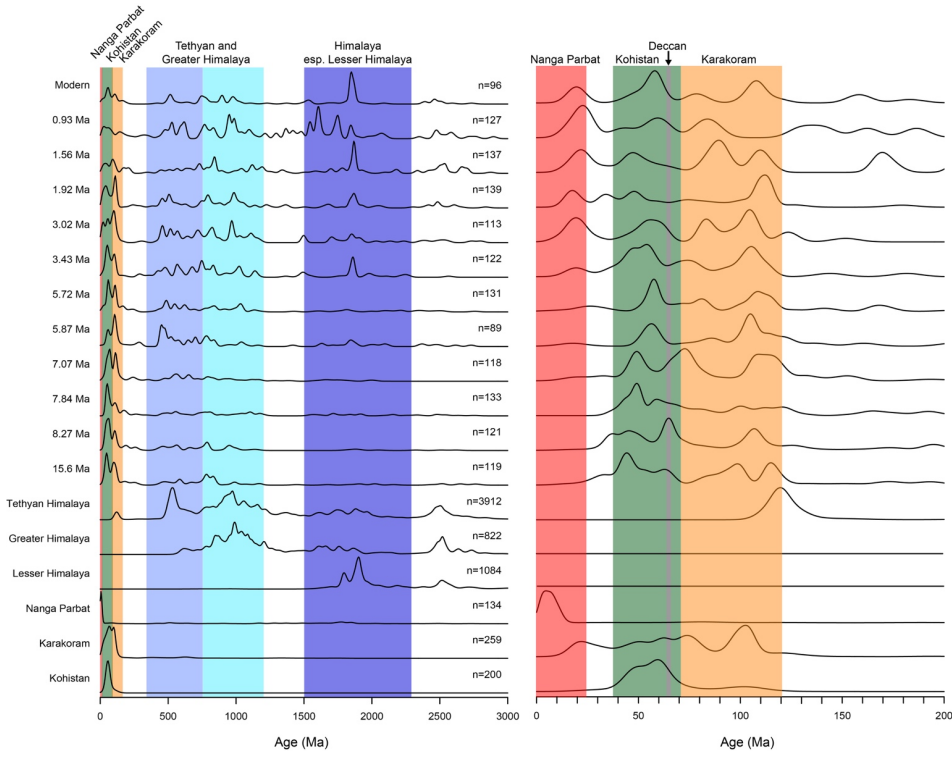 Nanga Parbat
Kohistan
Karakoram
Tethyan and
Greater Himalaya
Himalaya
esp. Lesser Himalaya
Deccan
Nanga Parbat Kohistan Karakoram
Modern n=96
0.93 Ma n=127
1.56 Ma n=137
1.92 Ma n=139
3.02 Ma n=113
3.43 Ma n=122
5.72 Ma n=131
5.87 Ma n=89
7.07 Ma n=118
7.84 Ma n=133
8.27 Ma n=121
15.6 Ma n=119
Tethyan Himalaya n=3912
Greater Himalaya n=822
Lesser Himalaya n=1084
Nanga Parbat n=134
Karakoram n=259
Kohistan n=200
0 500 1000 1500 2000 2500 3000
Age (Ma)
0 50 100 150 200
Age (Ma)